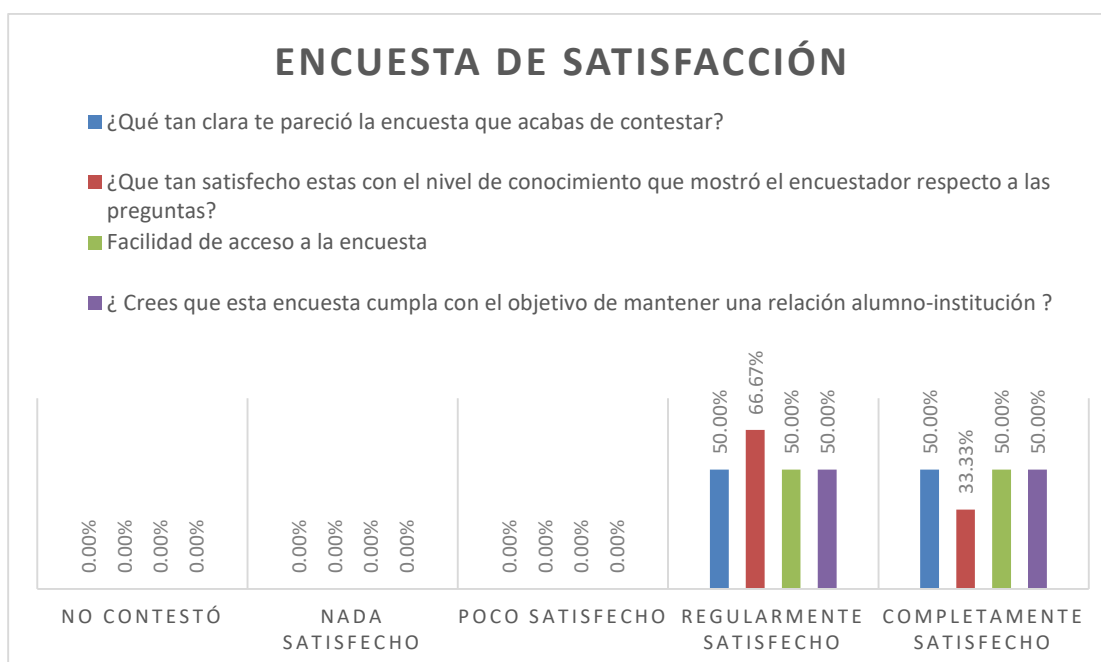 ENCUESTA DE SATISFACCIÓN
¿Qué tan clara te pareció la encuesta que acabas de contestar?
¿Que tan satisfecho estas con el nivel de conocimiento que mostró el encuestador respecto a las
preguntas?
Facilidad de acceso a la encuesta
¿ Crees que esta encuesta cumpla con el objetivo de mantener una relación alumno-institución ?
0.00% 0.00% 0.00% 0.00%
0.00% 0.00% 0.00% 0.00%
0.00% 0.00% 0.00% 0.00%
50.00% 66.67% 50.00% 50.00%
50.00% 33.33% 50.00% 50.00%
NO CONTESTÓ
NADA
SATISFECHO
POCO SATISFECHO
REGULARMENTE
SATISFECHO
COMPLETAMENTE
SATISFECHO